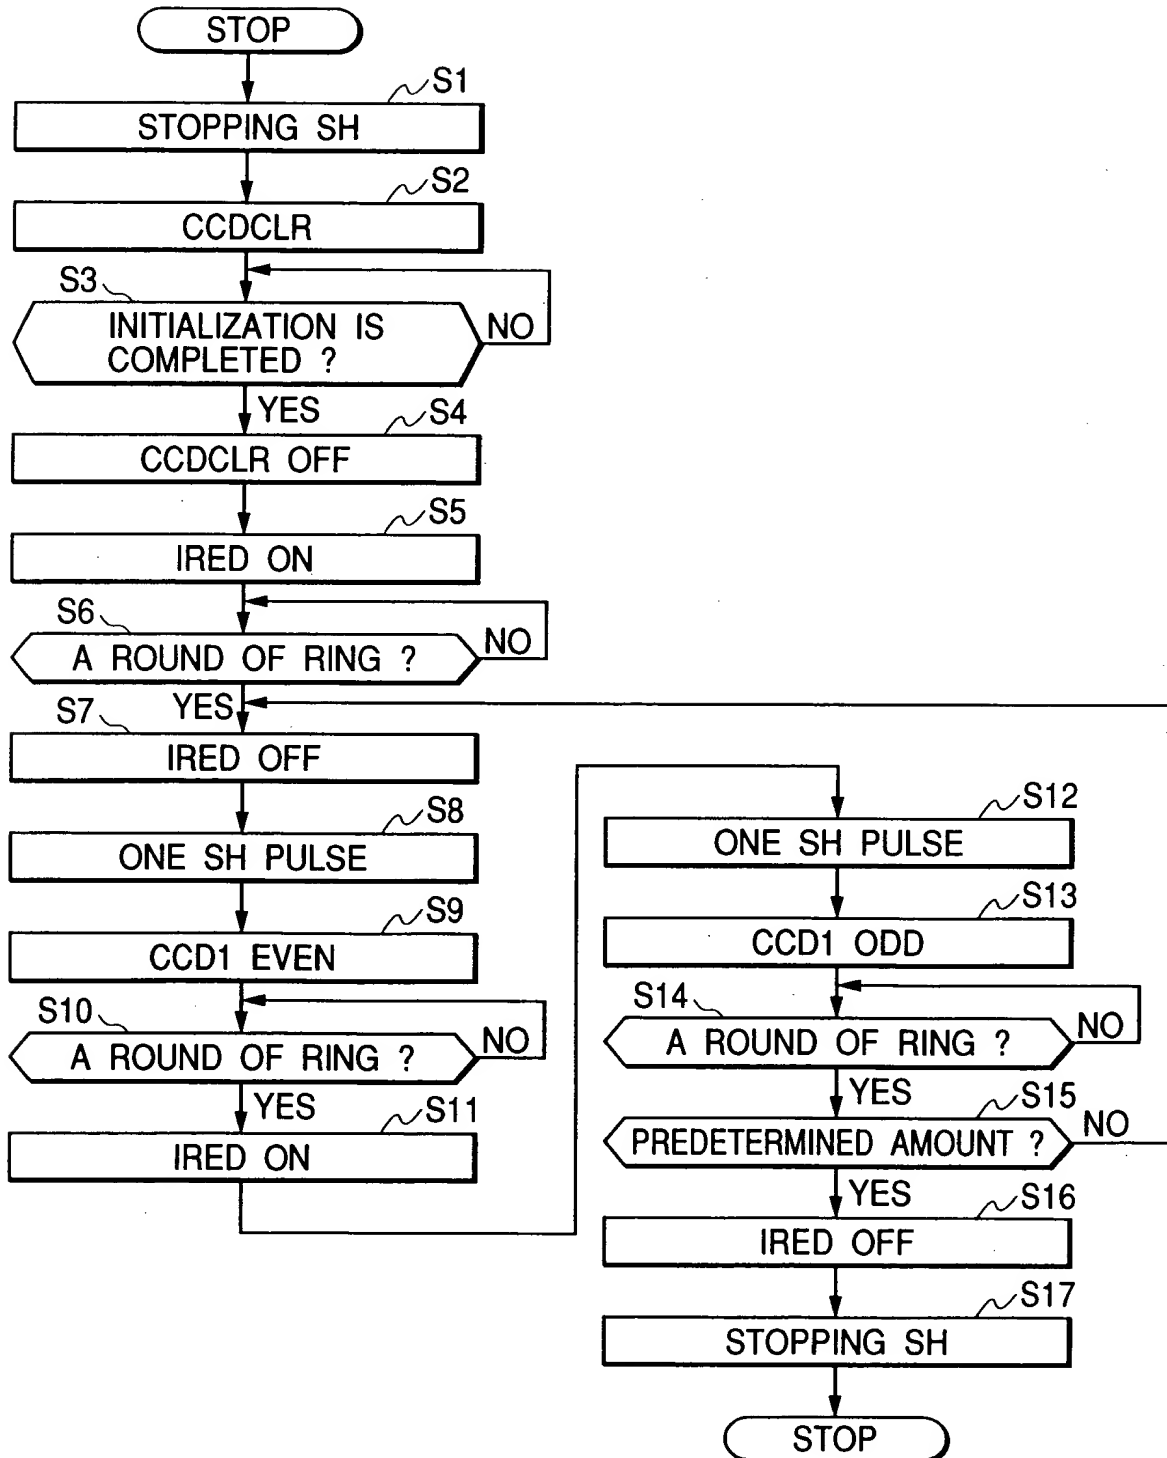 STOP
S1
STOPPING SH
S2
CCDCLR
S3
INITIALIZATION IS
COMPLETED ?
NO
YES
S4
CCDCLR OFF
S5
IRED ON
S6
A ROUND OF RING ?
NO
YES
S7
IRED OFF
S8
ONE SH PULSE
S9
CCD1 EVEN
S10
A ROUND OF RING ?
NO
YES
S11
IRED ON
S12
ONE SH PULSE
S13
CCD1 ODD
S14
A ROUND OF RING ?
NO
YES
S15
PREDETERMINED AMOUNT ?
NO
YES
S16
IRED OFF
S17
STOPPING SH
STOP